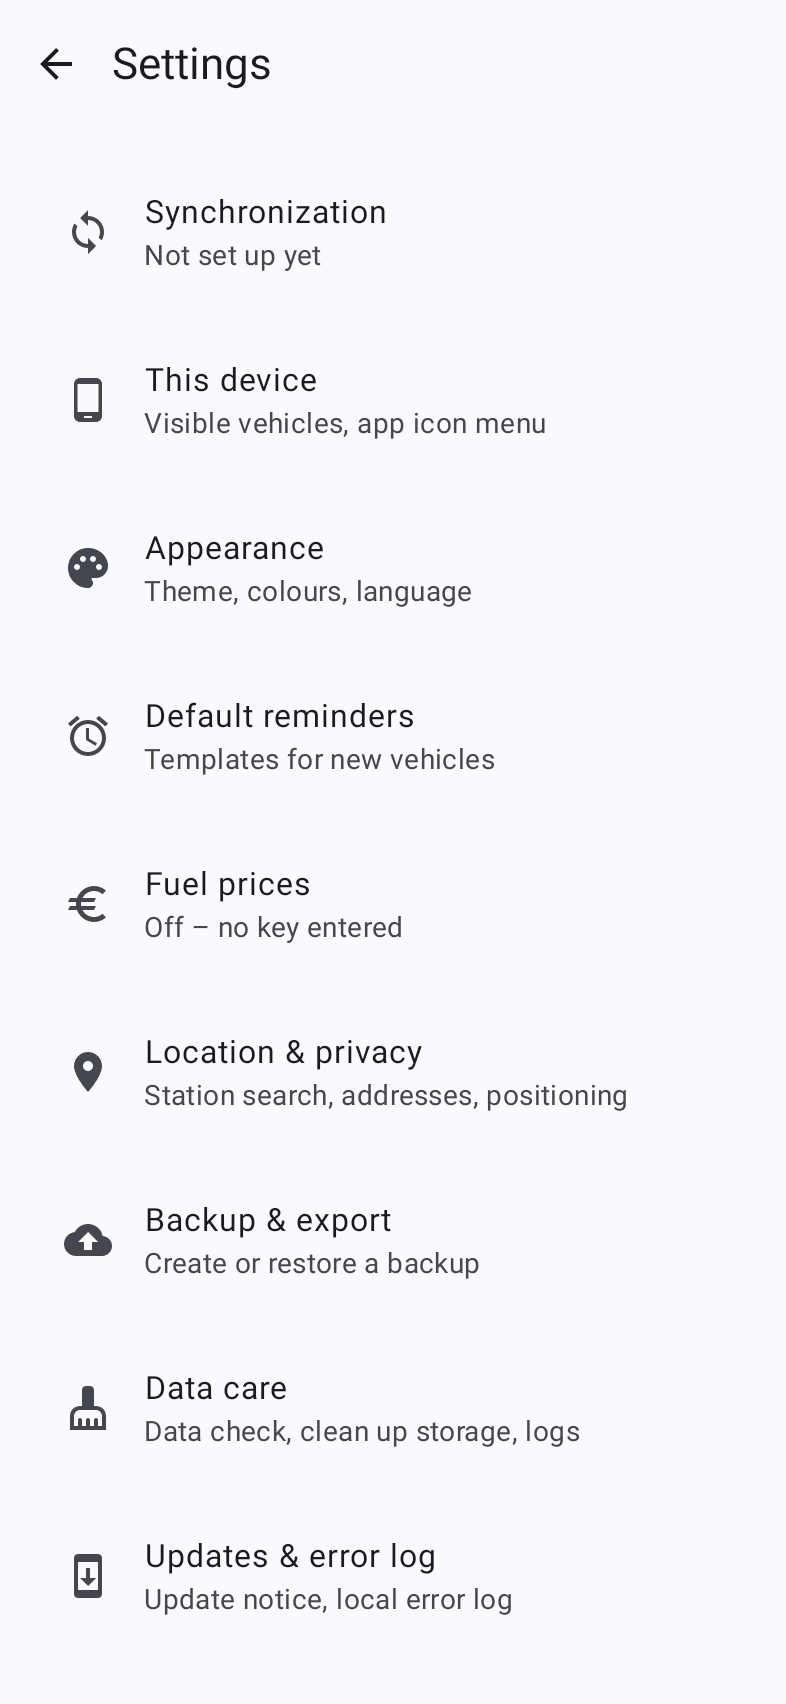 Settings
Synchronization
Not set up yet
This device
Visible vehicles, app icon menu
Appearance
Theme, colours, language
Default reminders
Templates for new vehicles
Fuel prices
Off – no key entered
Location & privacy
Station search, addresses, positioning
Backup & export
Create or restore a backup
Data care
Data check, clean up storage, logs
Updates & error log
Update notice, local error log